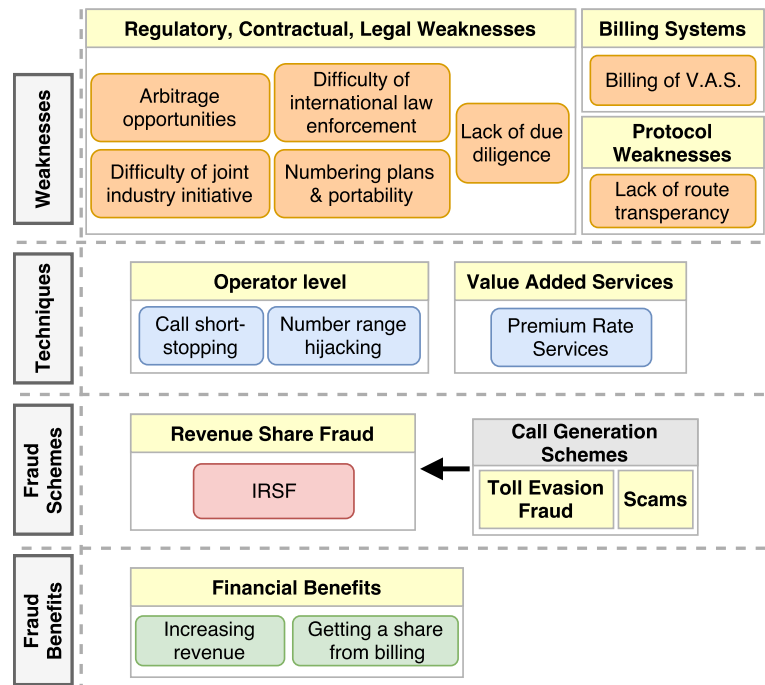 Weaknesses
Regulatory, Contractual, Legal Weaknesses
Arbitrage
opportunities
Difficulty of
international law
enforcement
Lack of due
diligence
Difficulty of joint
industry initiative
Numbering plans
& portability
Billing Systems
Billing of V.A.S.
Protocol
Weaknesses
Lack of route
transperancy
Techniques
Operator level
Call short-
stopping
Number range
hijacking
Value Added Services
Premium Rate
Services
Fraud
Schemes
Revenue Share Fraud
IRSF
Call Generation
Schemes
Toll Evasion
Fraud
Scams
Fraud
Benefits
Financial Benefits
Increasing
revenue
Getting a share
from billing